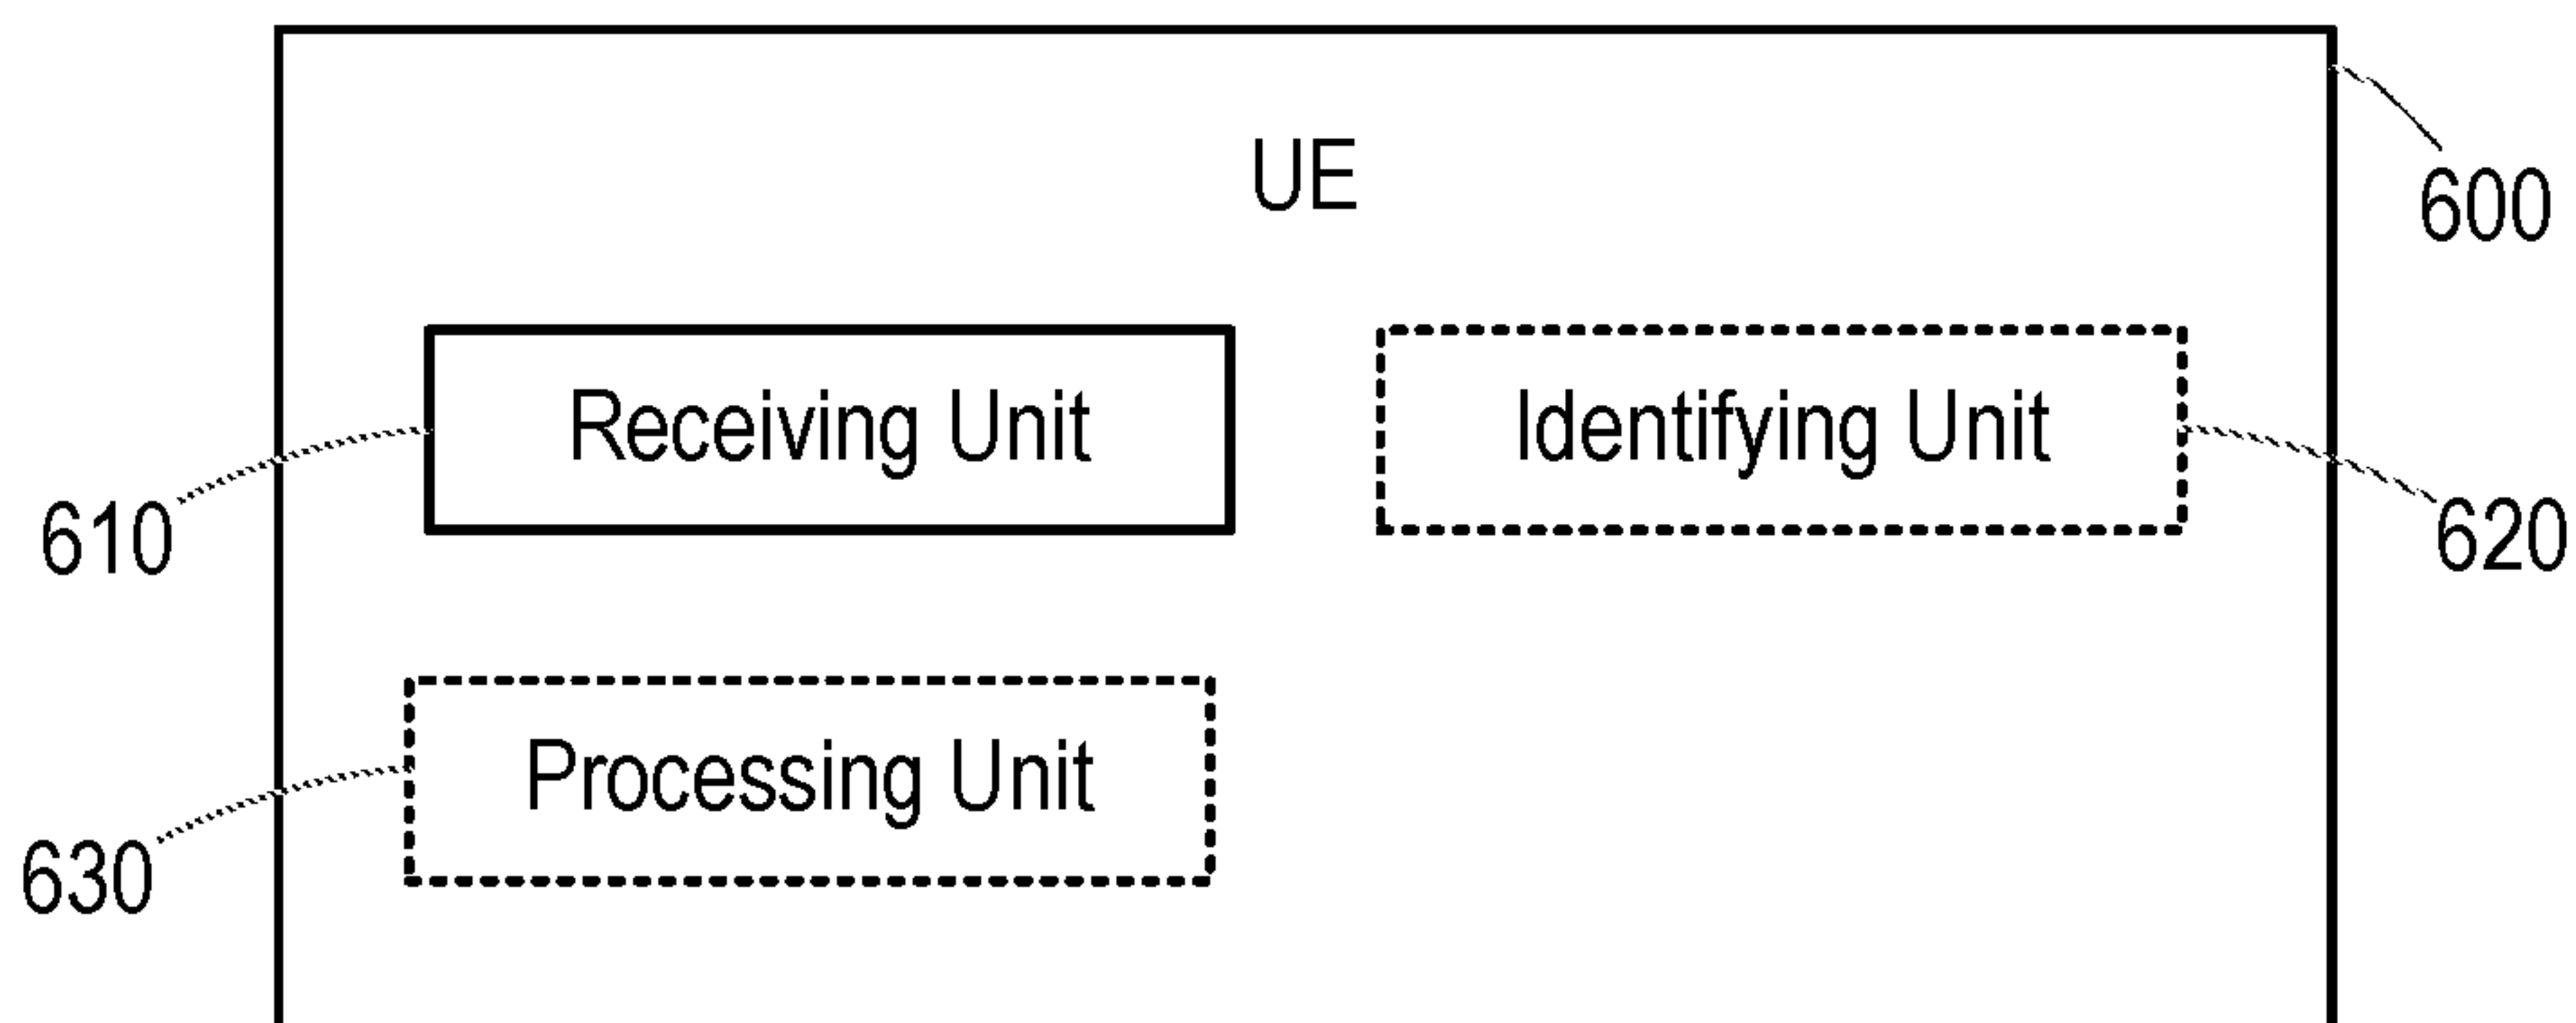 UE
600
Receiving Unit
Identifying Unit
610
620
Processing Unit
630